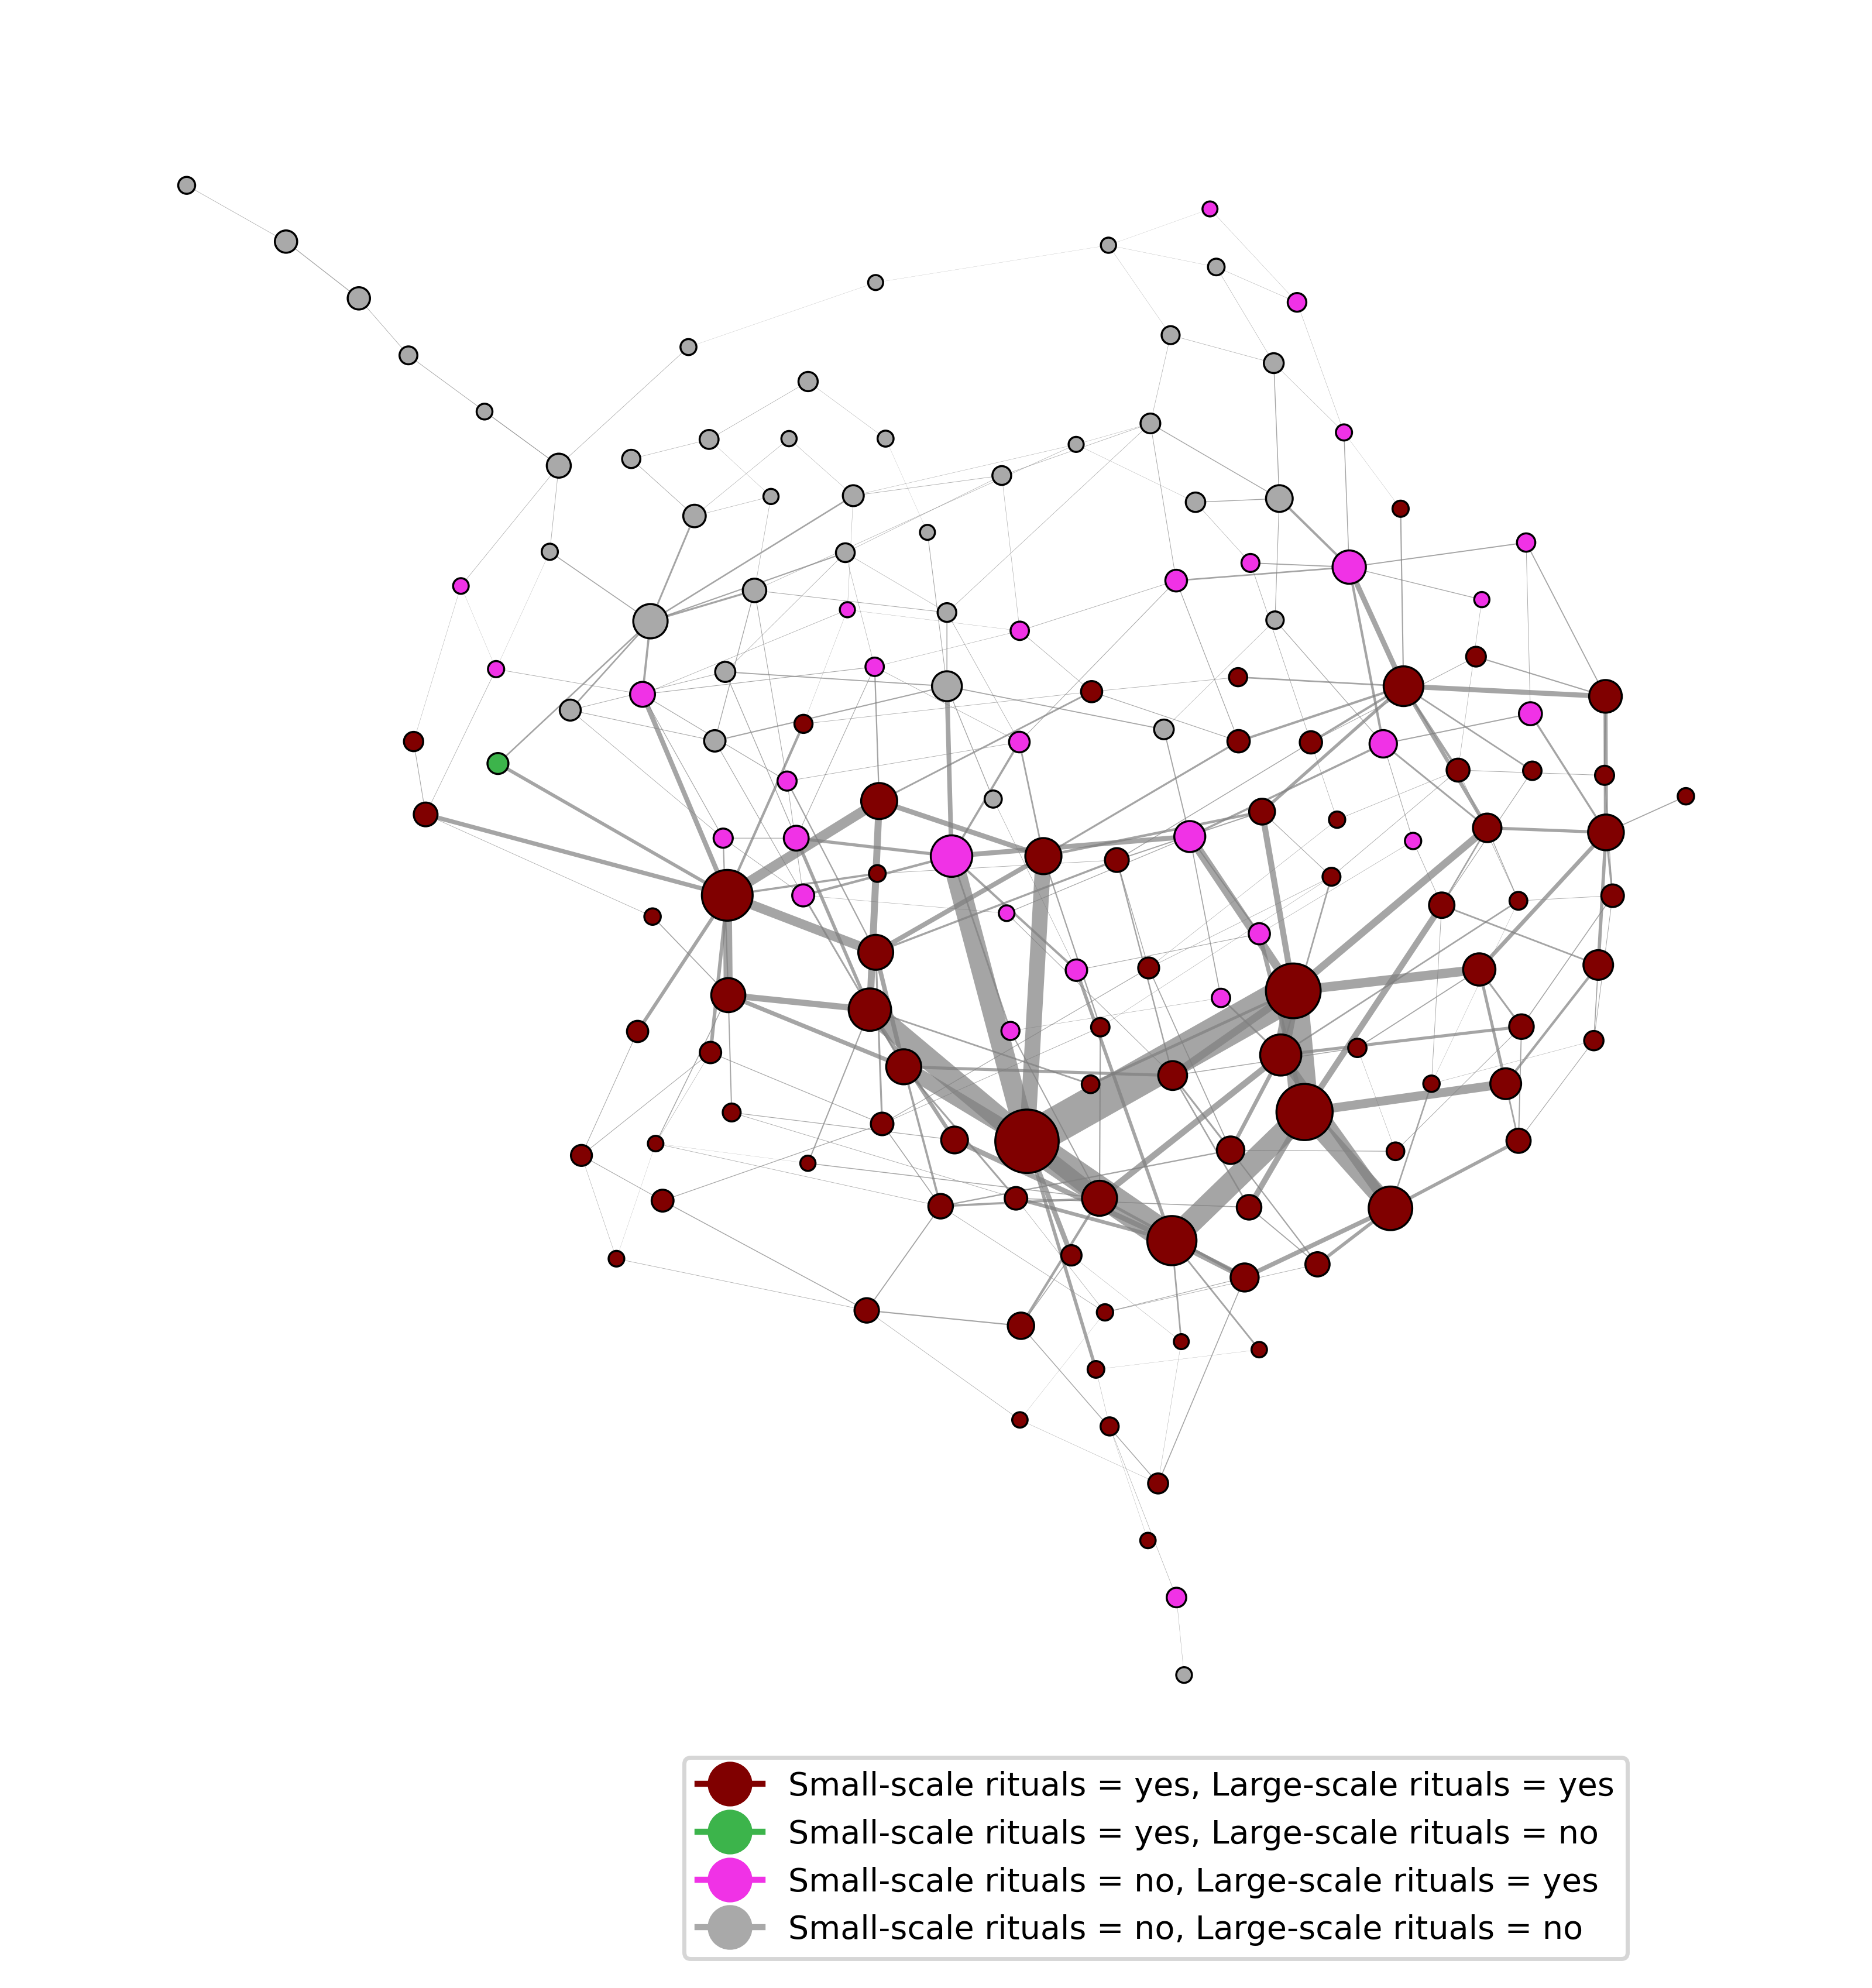 Small-scale rituals = yes, Large-scale rituals = yes
Small-scale rituals = yes, Large-scale rituals = no
Small-scale rituals = no, Large-scale rituals = yes
Small-scale rituals = no, Large-scale rituals = no